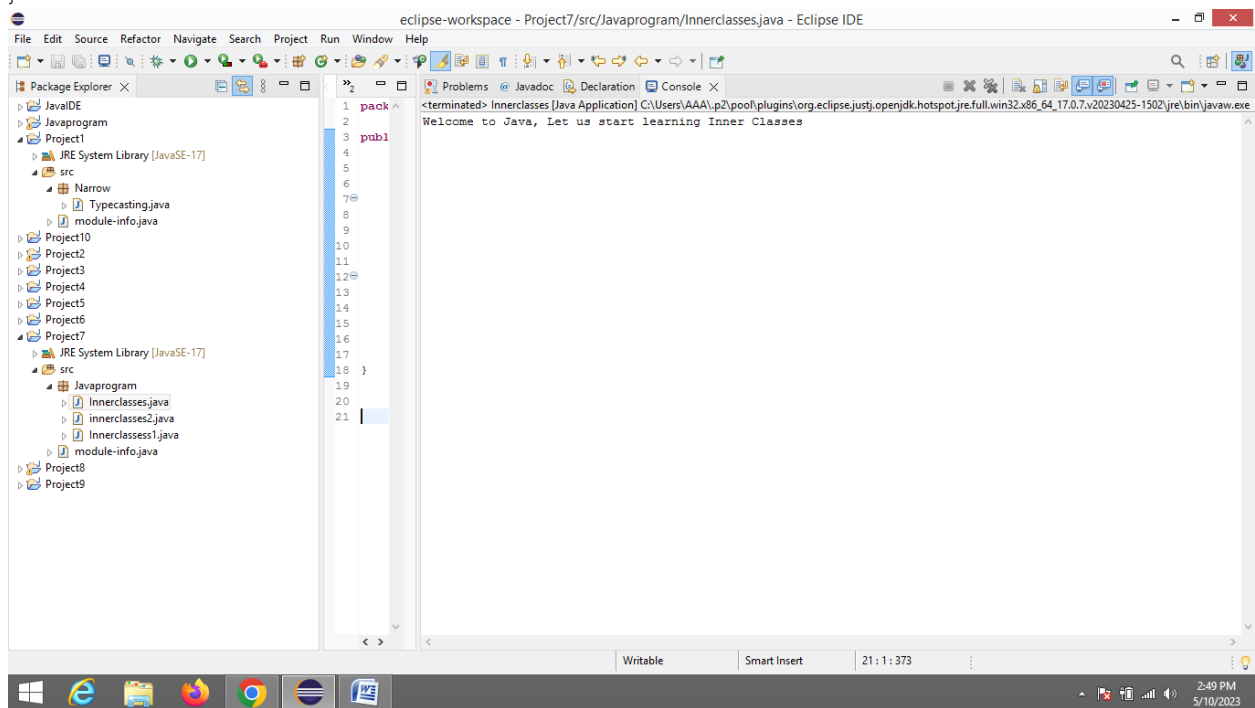 }
eclipse-workspace - Project7/src/Javaprogram/Innerclasses.java - Eclipse IDE
File Edit Source Refactor Navigate Search Project Run Window Help
Package Explorer
JavaIDE
Javaprogram
Project1
JRE System Library [JavaSE-17]
src
Narrow
Typecasting.java
module-info.java
Project10
Project2
Project3
Project4
Project5
Project6
Project7
JRE System Library [JavaSE-17]
src
Javaprogram
Innerclasses.java
innerclasses2.java
Innerclassess1.java
module-info.java
Project8
Project9
2
1 pack
2
3 publ
4
5
6
7
8
9
10
11
12
13
14
15
16
17
18 }
19
20
21
Problems @ Javadoc Declaration Console
<terminated> Innerclasses [Java Application] C:\Users\AAA\.p2\pool\plugins\org.eclipse.justj.openjdk.hotspot.jre.full.win32.x86_64_17.0.7.v20230425-1502\jre\bin\javaw.exe
Welcome to Java, Let us start learning Inner Classes
Writable Smart Insert 21 : 1 : 373
2:49 PM
5/10/2023